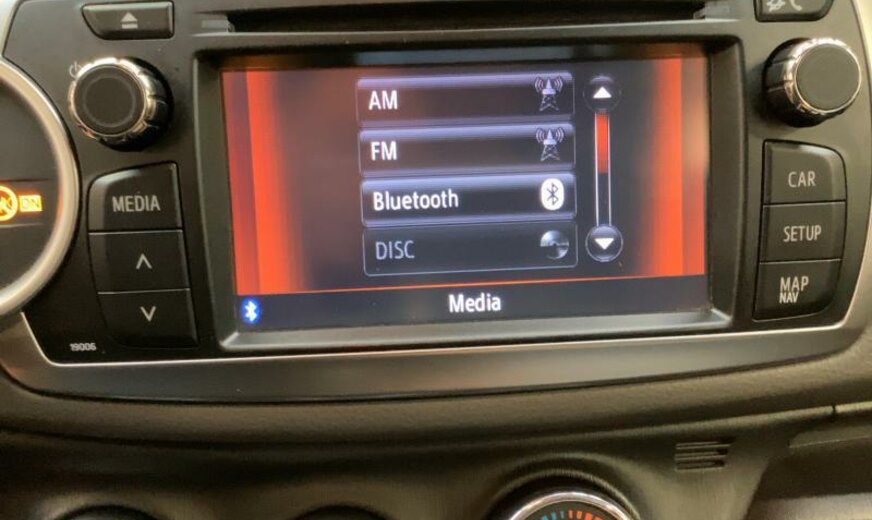 AM
FM
Bluetooth
DISC
Media
MEDIA
19006
CAR
SETUP
MAP
NAV